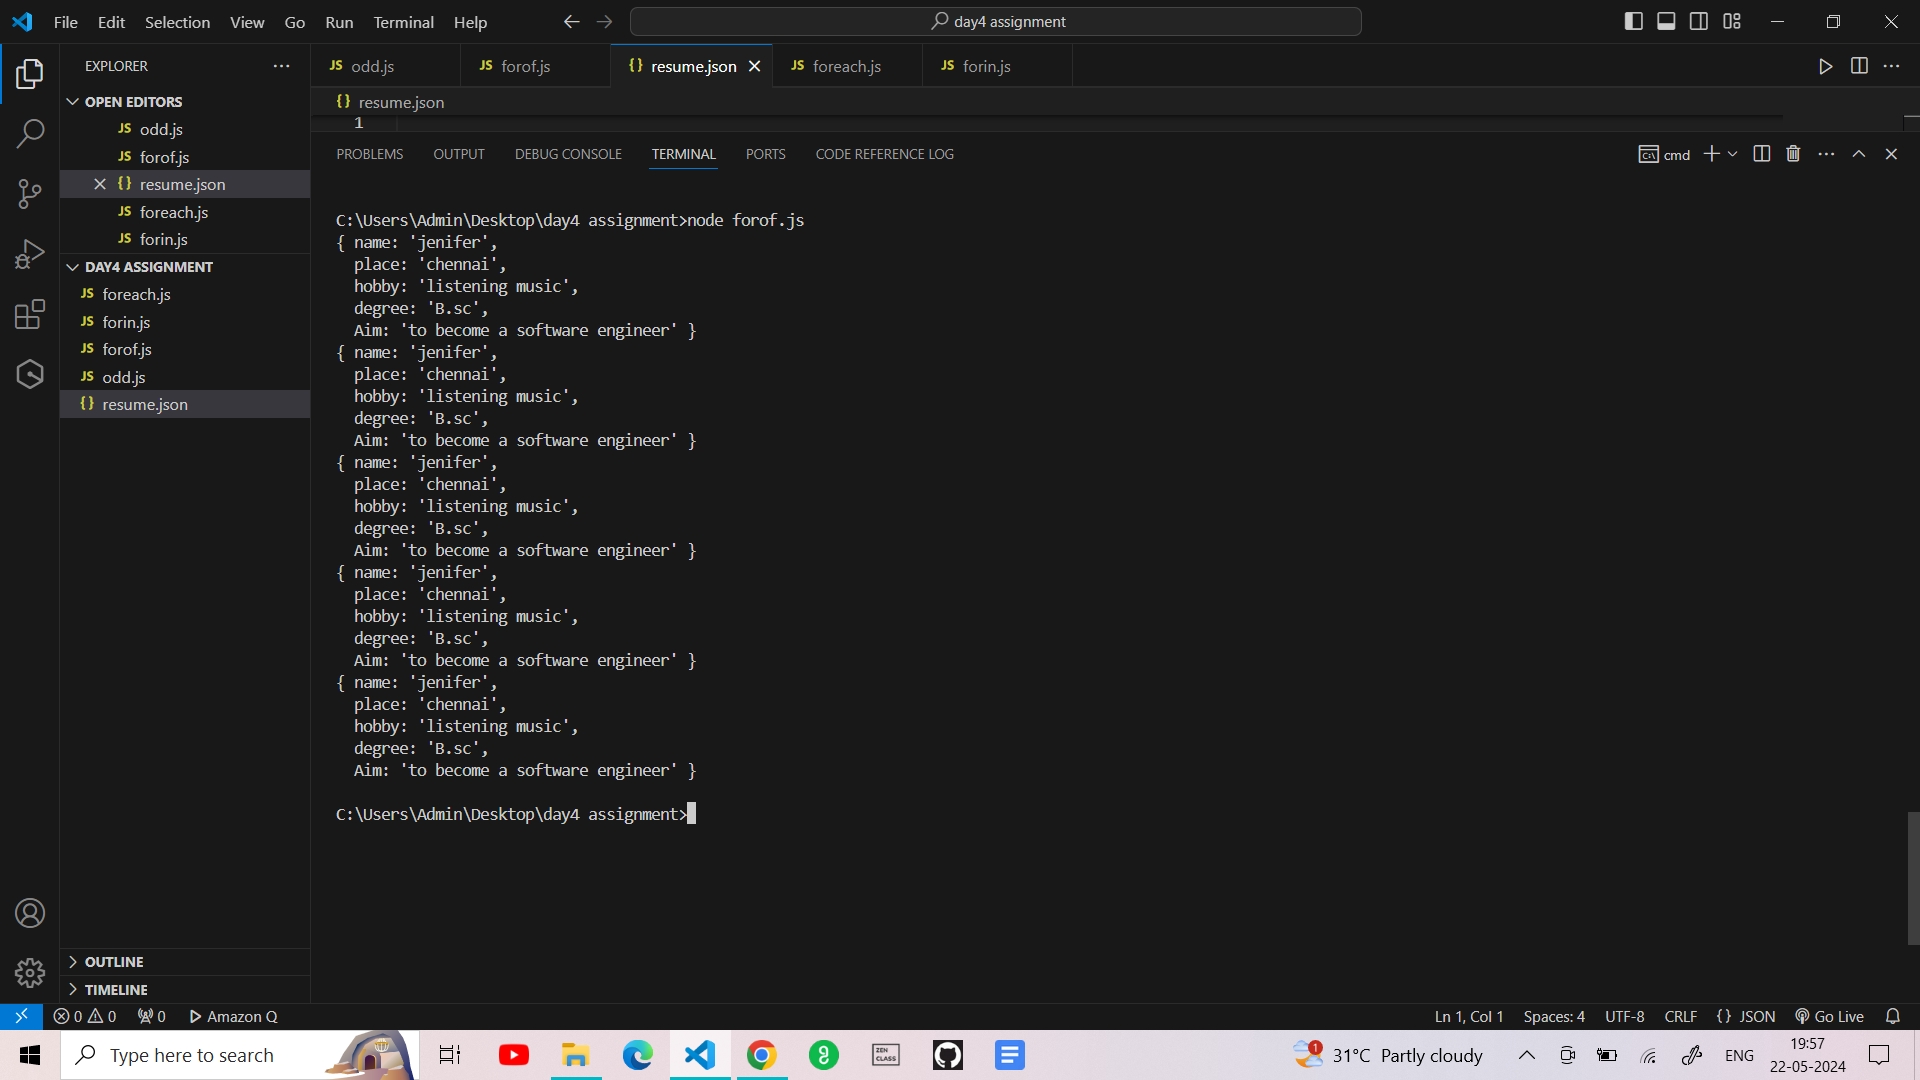 File Edit Selection View Go Run Terminal Help
day4 assignment
EXPLORER
OPEN EDITORS
JS odd.js
JS forof.js
{} resume.json
JS foreach.js
JS forin.js
DAY4 ASSIGNMENT
JS foreach.js
JS forin.js
JS forof.js
JS odd.js
{} resume.json
OUTLINE
TIMELINE
JS odd.js JS forof.js {} resume.json JS foreach.js JS forin.js
{} resume.json
1
PROBLEMS OUTPUT DEBUG CONSOLE TERMINAL PORTS CODE REFERENCE LOG
cmd
C:\Users\Admin\Desktop\day4 assignment>node forof.js
{ name: 'jenifer',
place: 'chennai',
hobby: 'listening music',
degree: 'B.sc',
Aim: 'to become a software engineer' }
{ name: 'jenifer',
place: 'chennai',
hobby: 'listening music',
degree: 'B.sc',
Aim: 'to become a software engineer' }
{ name: 'jenifer',
place: 'chennai',
hobby: 'listening music',
degree: 'B.sc',
Aim: 'to become a software engineer' }
{ name: 'jenifer',
place: 'chennai',
hobby: 'listening music',
degree: 'B.sc',
Aim: 'to become a software engineer' }
{ name: 'jenifer',
place: 'chennai',
hobby: 'listening music',
degree: 'B.sc',
Aim: 'to become a software engineer' }
C:\Users\Admin\Desktop\day4 assignment>
0 0 0 Amazon Q
Ln 1, Col 1 Spaces: 4 UTF-8 CRLF {} JSON Go Live
Type here to search
ZEN CLASS
1 31°C Partly cloudy
ENG
19:57
22-05-2024